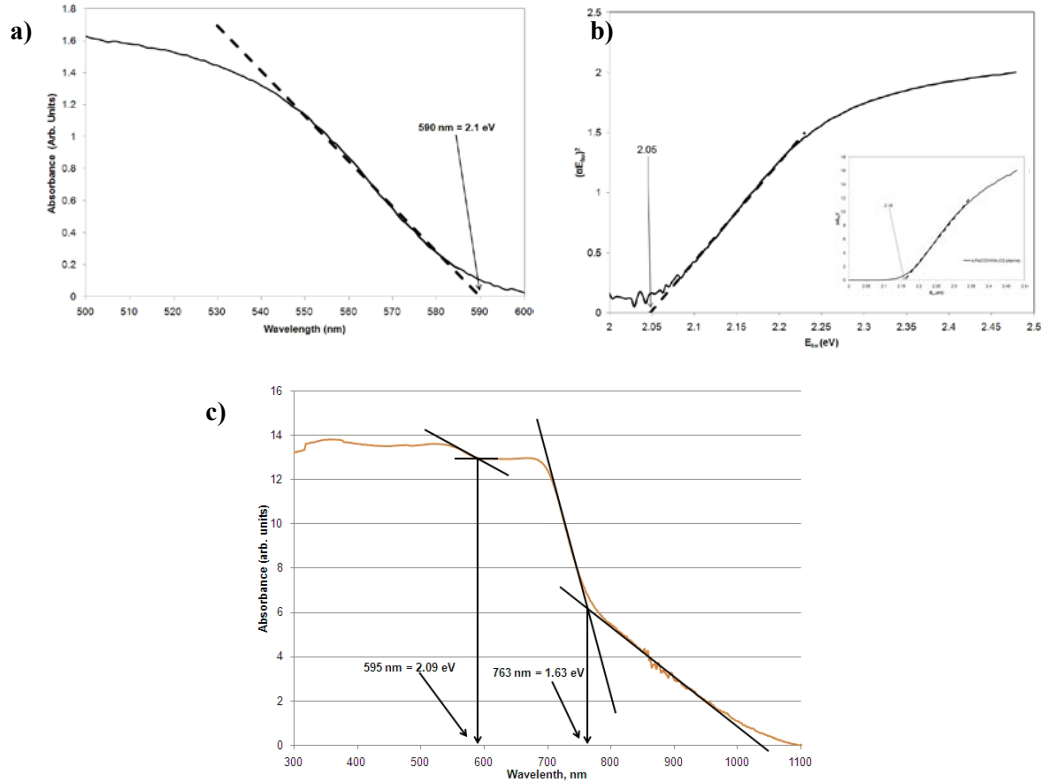 a)
1.8
1.6
1.4
1.2
1
0.8
0.6
0.4
0.2
0
500 510 520 530 540 550 560 570 580 590 600
Absorbance (Arb. Units)
Wavelength (nm)
590 nm = 2.1 eV
b)
2.5
2
1.5
1
0.5
0
2 2.05 2.1 2.15 2.2 2.25 2.3 2.35 2.4 2.45 2.5
2.05
c)
16
14
12
10
8
6
4
2
0
300 400 500 600 700 800 900 1000 1100
Absorbance (arb. units)
Wavelenth, nm
595 nm = 2.09 eV
763 nm = 1.63 eV